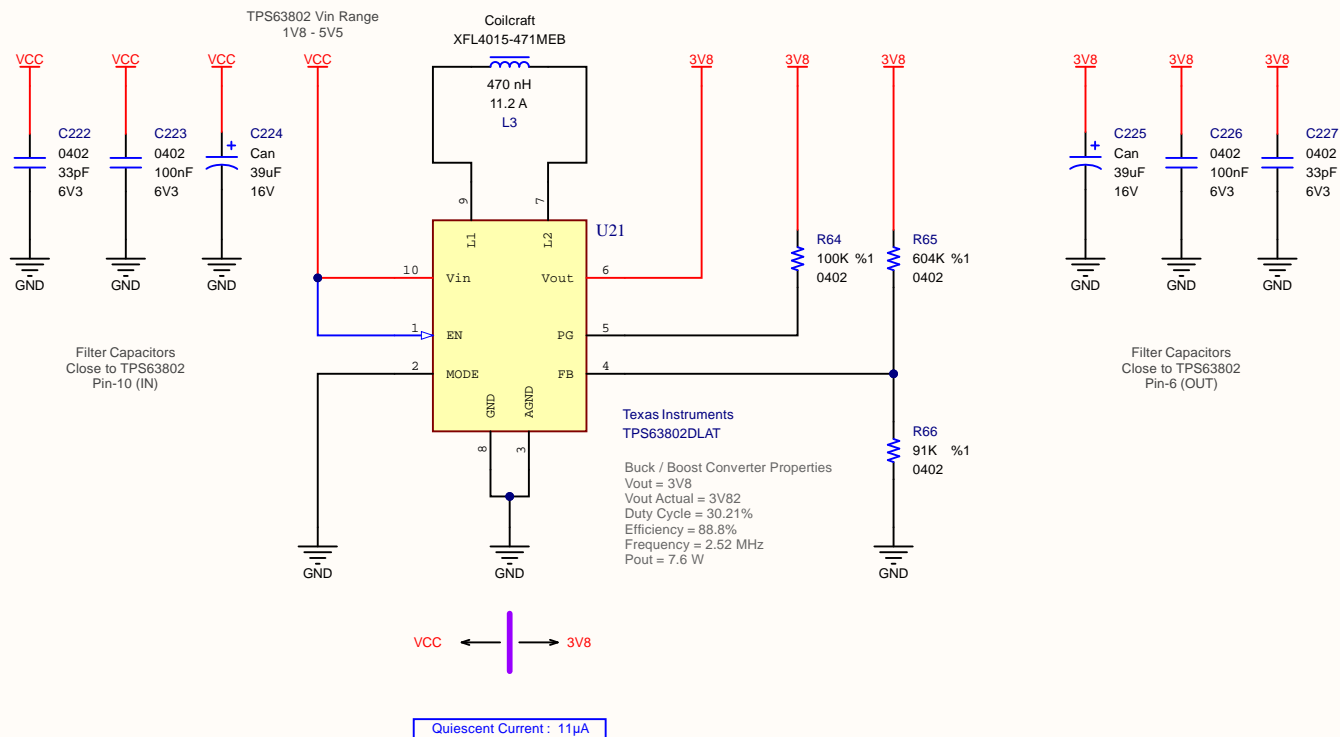 TPS63802 Vin Range
1V8 - 5V5
Coilcraft
XFL4015-471MEB
470 nH
11.2 A
L3
VCC
VCC
VCC
VCC
3V8
3V8
3V8
3V8
3V8
3V8
C222
0402
33pF
6V3
GND
C223
0402
100nF
6V3
GND
C224
+
Can
39uF
16V
GND
Filter Capacitors
Close to TPS63802
Pin-10 (IN)
U21
9
L1
7
L2
10
Vin
Vout
6
1
EN
PG
5
2
MODE
FB
4
GND
8
AGND
3
R64
100K %1
0402
R65
604K %1
0402
R66
91K %1
0402
C225
+
Can
39uF
16V
GND
C226
0402
100nF
6V3
GND
C227
0402
33pF
6V3
GND
Filter Capacitors
Close to TPS63802
Pin-6 (OUT)
Texas Instruments
TPS63802DLAT
Buck / Boost Converter Properties
Vout = 3V8
Vout Actual = 3V82
Duty Cycle = 30.21%
Efficiency = 88.8%
Frequency = 2.52 MHz
Pout = 7.6 W
GND
GND
GND
VCC
3V8
Quiescent Current : 11µA